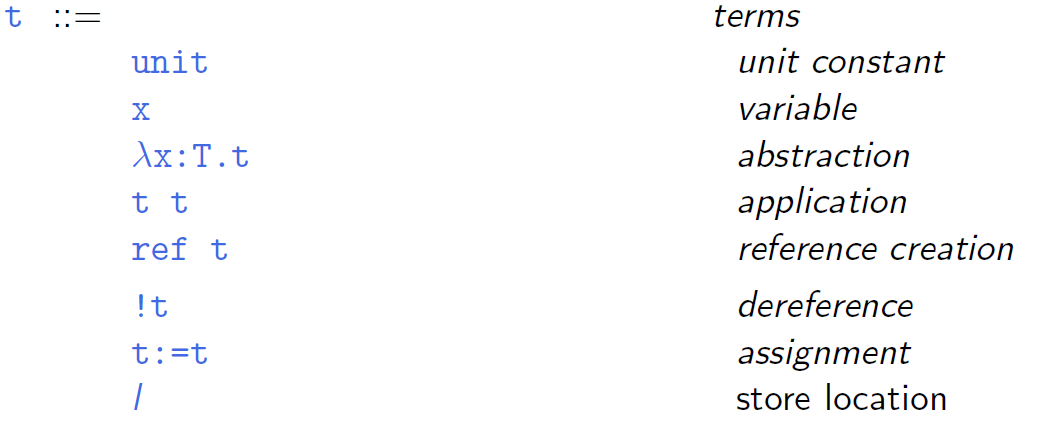 t ::= terms
unit unit constant
x variable
λx:T.t abstraction
t t application
ref t reference creation
!t dereference
t:=t assignment
l store location